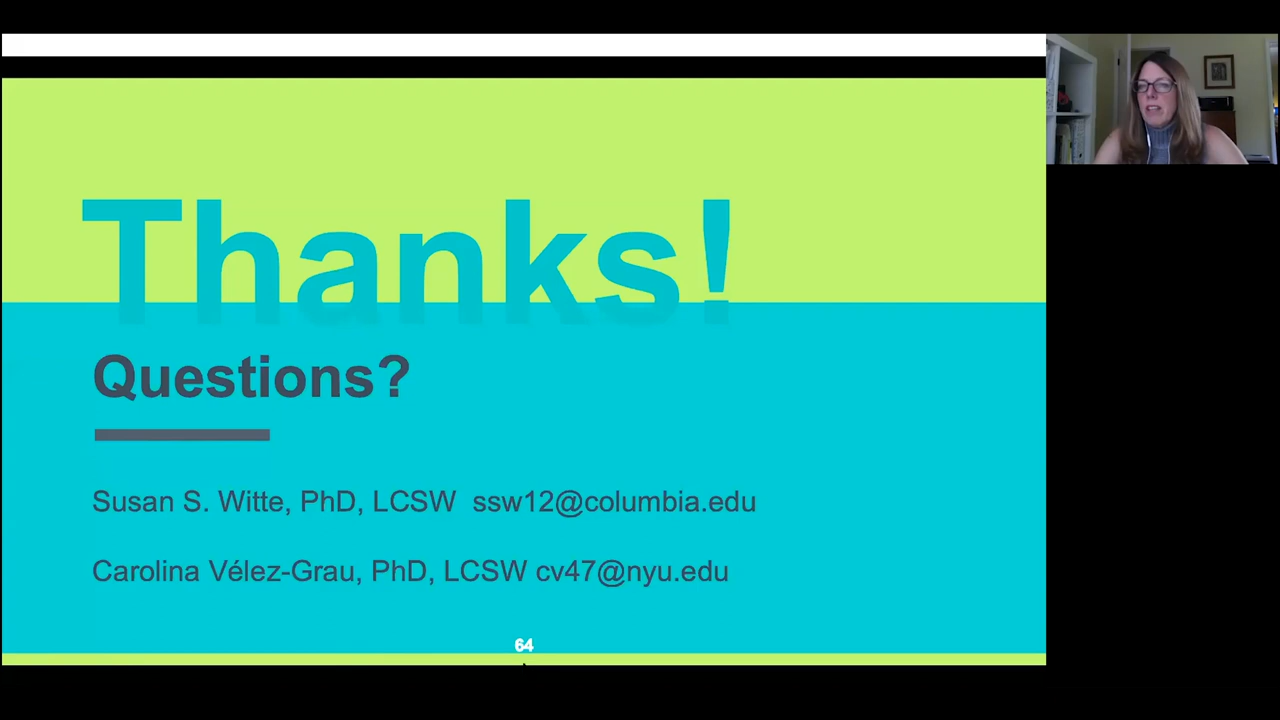 Thanks!
Questions?
Susan S. Witte, PhD, LCSW ssw12@columbia.edu
Carolina Vélez-Grau, PhD, LCSW cv47@nyu.edu
64